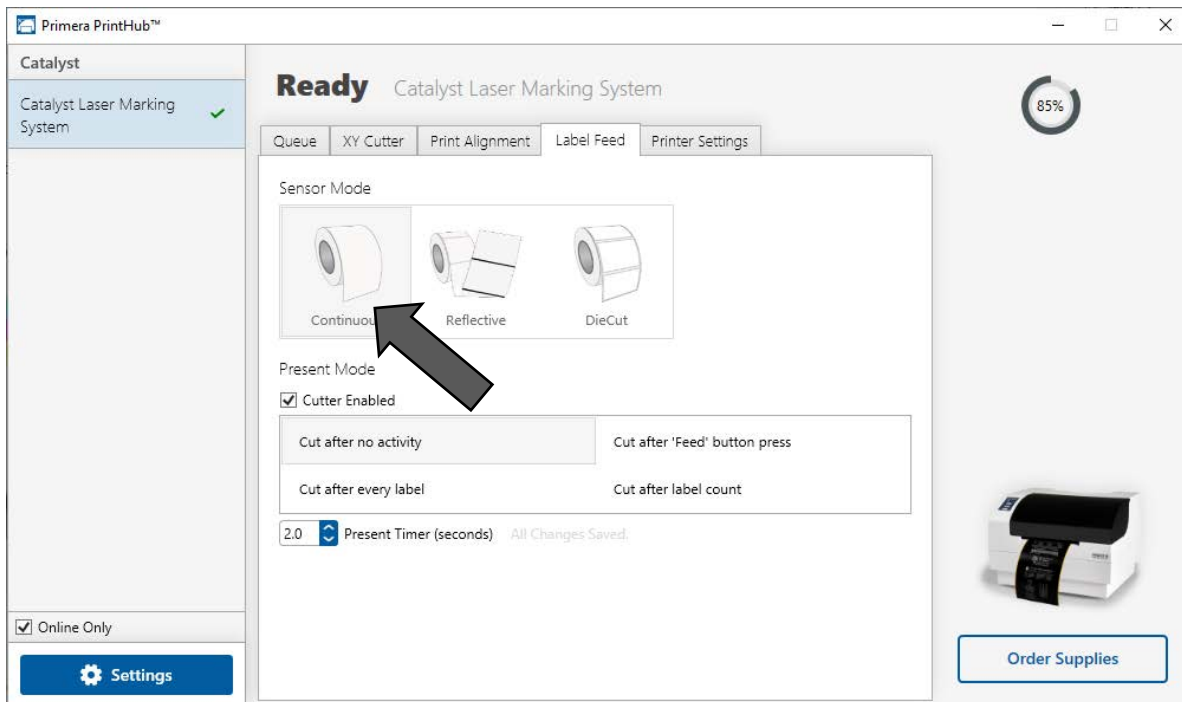 Primera PrintHub™
Catalyst
Catalyst Laser Marking
System
Ready Catalyst Laser Marking System
85%
Queue XY Cutter Print Alignment Label Feed Printer Settings
Sensor Mode
Reflective DieCut
Present Mode
Cutter Enabled
Cut after no activity Cut after 'Feed' button press
Cut after every label Cut after label count
2.0 Present Timer (seconds) All Changes Saved.
Online Only
Settings
Order Supplies